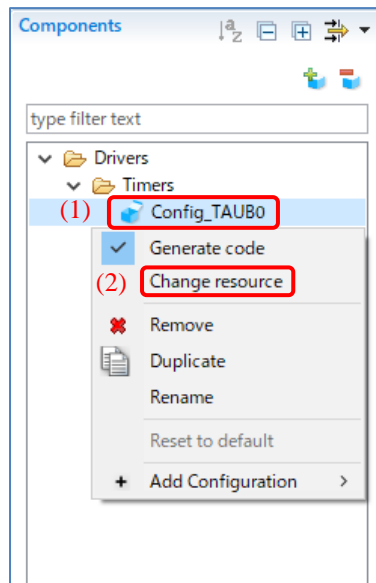 Components
type filter text
Drivers
Timers
(1) Config_TAUB0
Generate code
(2) Change resource
Remove
Duplicate
Rename
Reset to default
Add Configuration